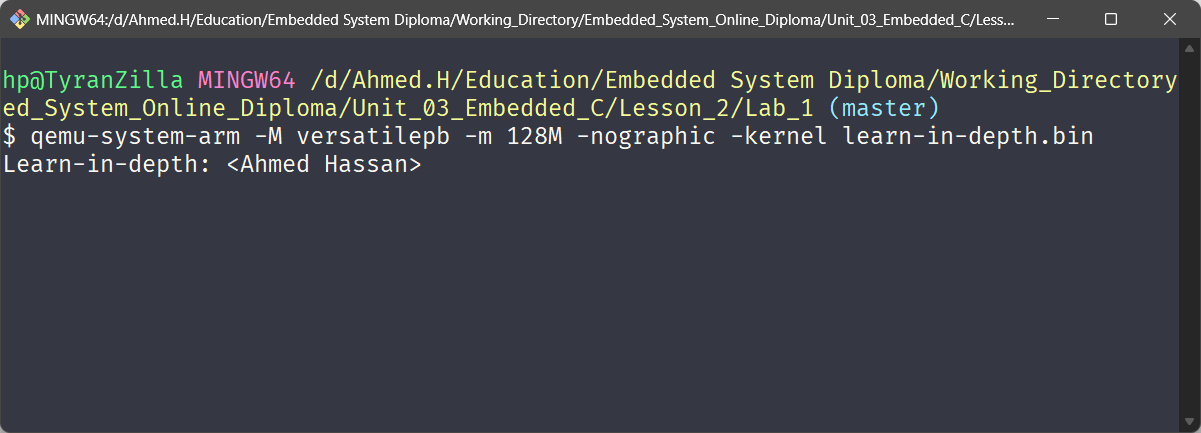 MINGW64:/d/Ahmed.H/Education/Embedded System Diploma/Working_Directory/Embedded_System_Online_Diploma/Unit_03_Embedded_C/Less...
hp@TyranZilla MINGW64 /d/Ahmed.H/Education/Embedded System Diploma/Working_Directory
ed_System_Online_Diploma/Unit_03_Embedded_C/Lesson_2/Lab_1 (master)
$ qemu-system-arm -M versatilepb -m 128M -nographic -kernel learn-in-depth.bin
Learn-in-depth: <Ahmed Hassan>